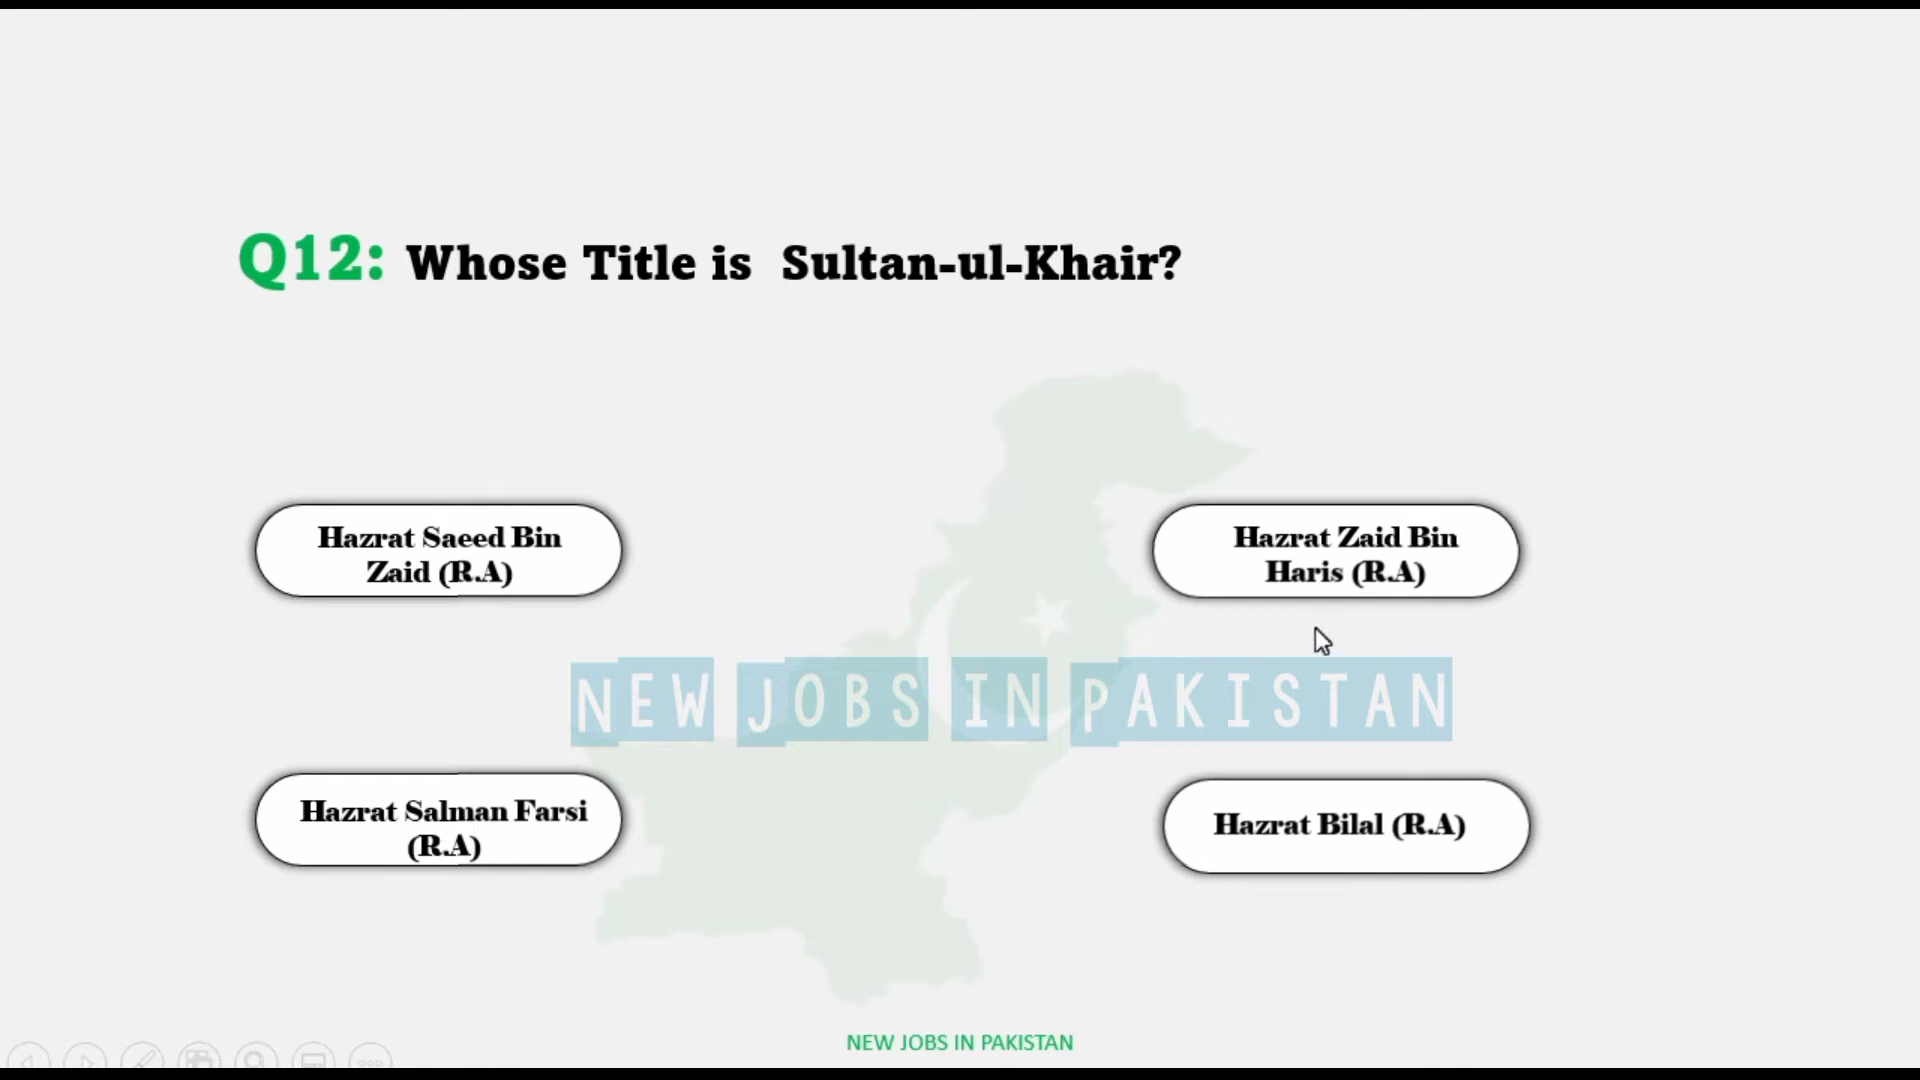 Q12: Whose Title is Sultan-ul-Khair?
Hazrat Saeed Bin
Zaid (R.A)
Hazrat Zaid Bin
Haris (R.A)
NEW JOBS IN PAKISTAN
Hazrat Salman Farsi
(R.A)
Hazrat Bilal (R.A)
NEW JOBS IN PAKISTAN